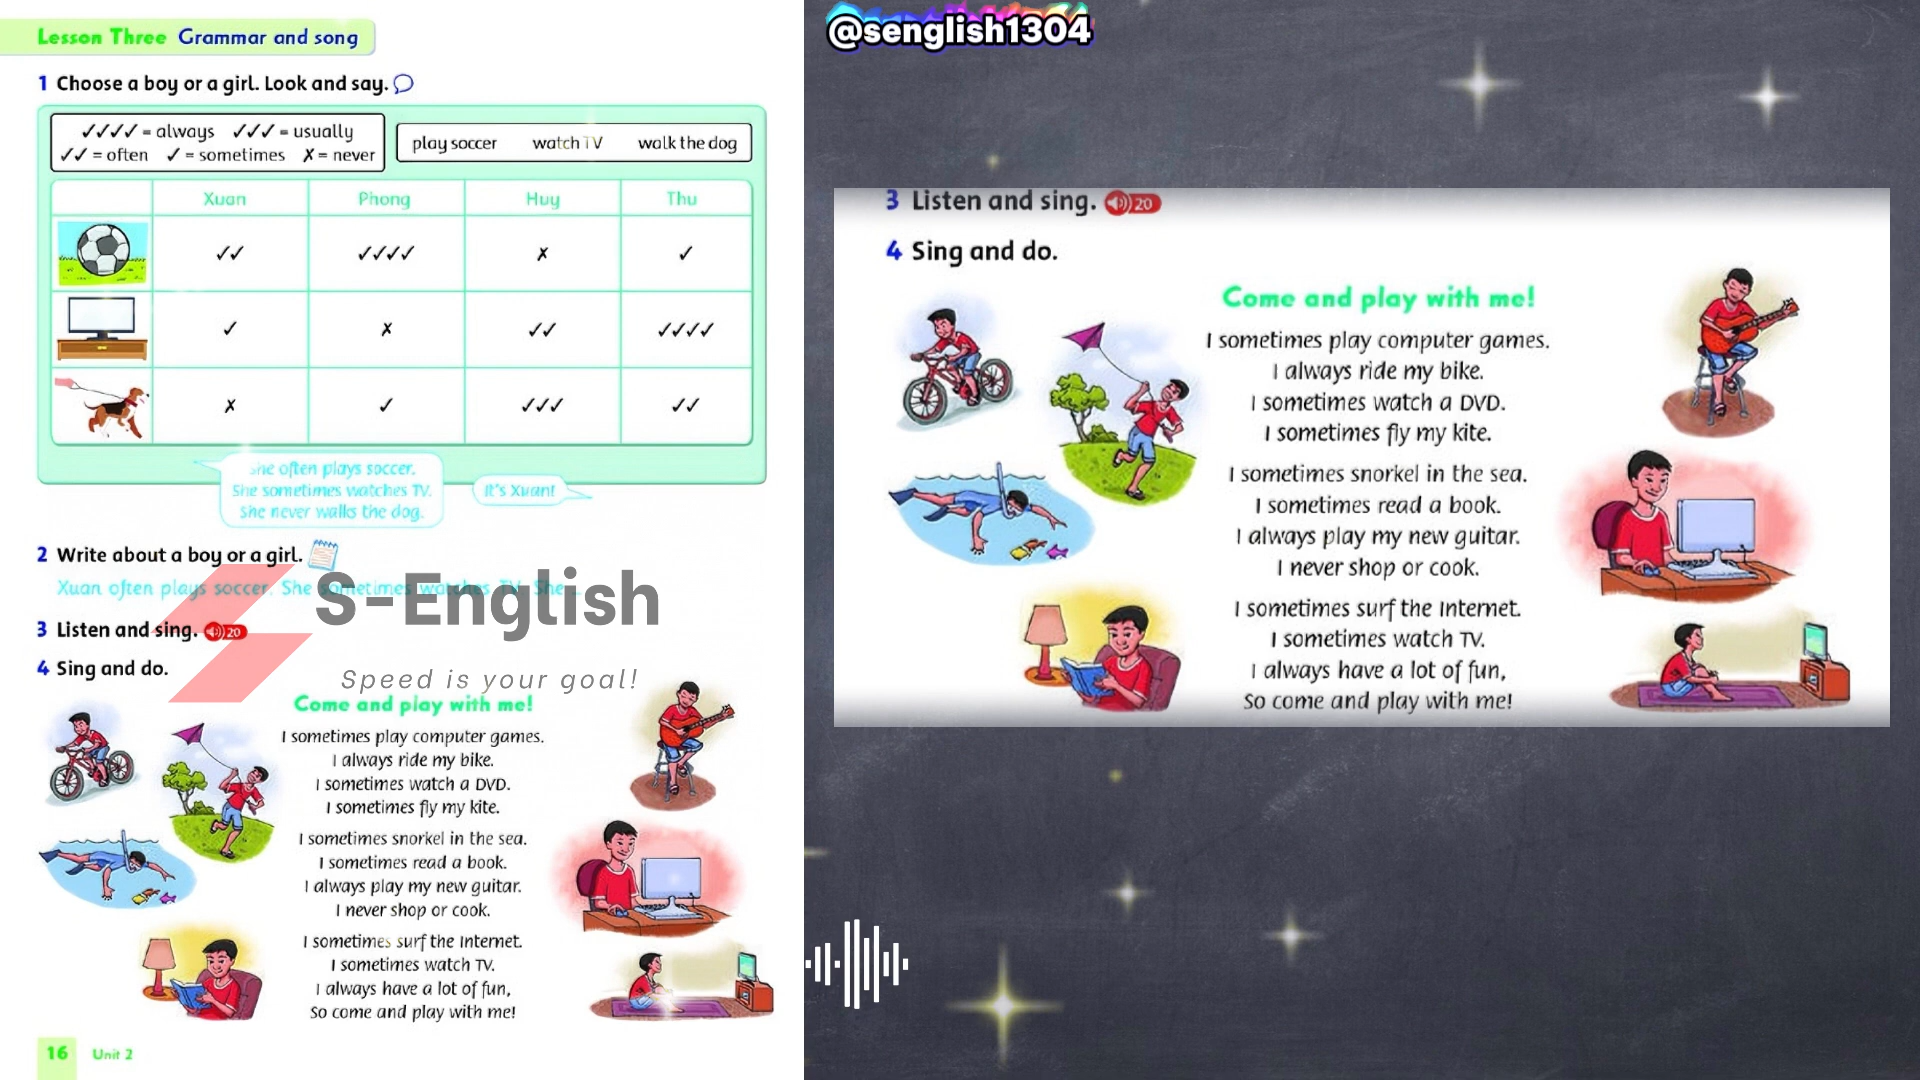 Lesson Three Grammar and song
1 Choose a boy or a girl. Look and say.
✓✓✓✓ = always ✓✓✓ = usually
✓✓ = often ✓ = sometimes ✗ = never
play soccer watch TV walk the dog
Xuan Phong Huy Thu
✓✓ ✓✓✓✓ ✗ ✓
✓ ✗ ✓✓ ✓✓✓✓
✗ ✓ ✓✓✓ ✓✓
She often plays soccer.
She sometimes watches TV.
She never walks the dog.
It's Xuan!
2 Write about a boy or a girl.
Xuan often plays soccer. She sometimes watches TV. She ...
S-English
Speed is your goal!
3 Listen and sing. 20
4 Sing and do.
Come and play with me!
I sometimes play computer games.
I always ride my bike.
I sometimes watch a DVD.
I sometimes fly my kite.
I sometimes snorkel in the sea.
I sometimes read a book.
I always play my new guitar.
I never shop or cook.
I sometimes surf the Internet.
I sometimes watch TV.
I always have a lot of fun,
So come and play with me!
16 Unit 2
@senglish1304
3 Listen and sing. 20
4 Sing and do.
Come and play with me!
I sometimes play computer games.
I always ride my bike.
I sometimes watch a DVD.
I sometimes fly my kite.
I sometimes snorkel in the sea.
I sometimes read a book.
I always play my new guitar.
I never shop or cook.
I sometimes surf the Internet.
I sometimes watch TV.
I always have a lot of fun,
So come and play with me!